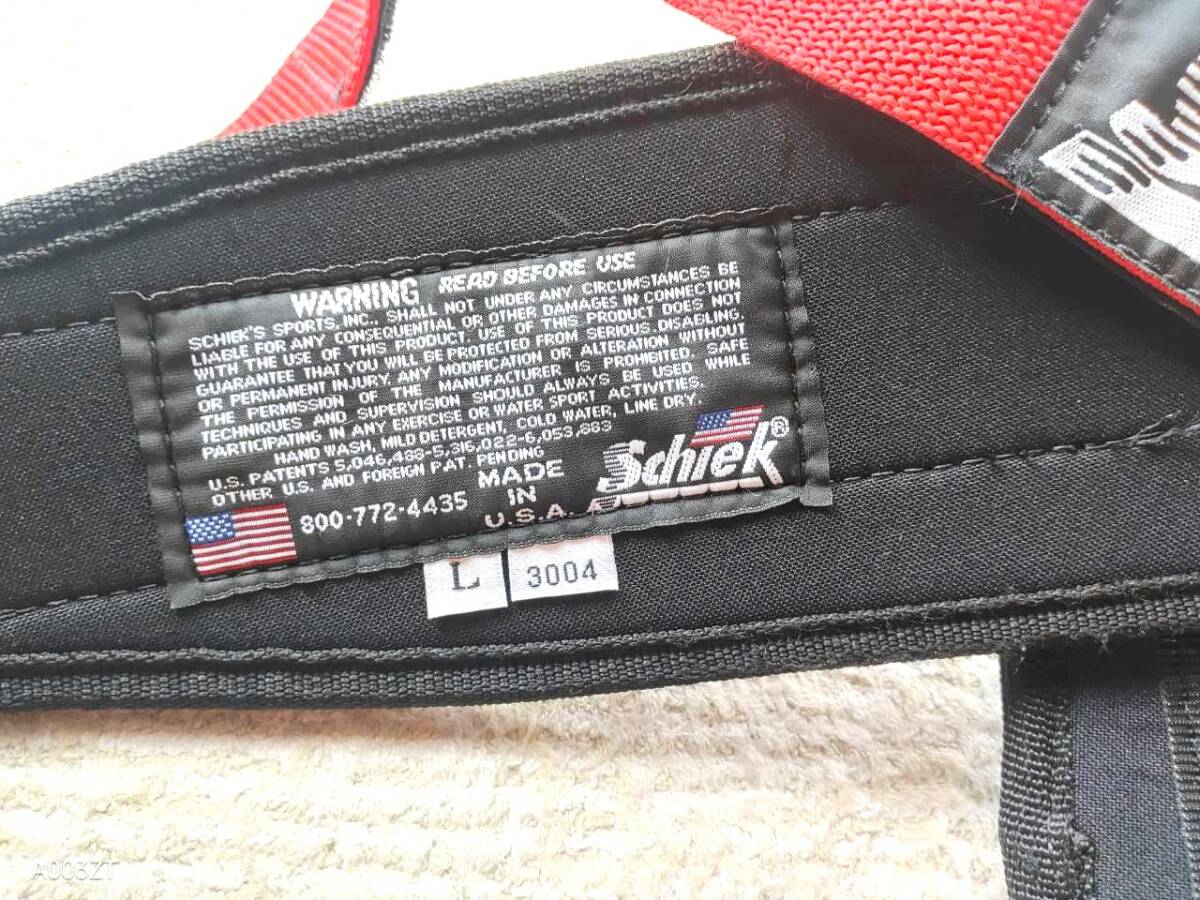 WARNING READ BEFORE USE
SCHIEK'S SPORTS, INC., SHALL NOT UNDER ANY CIRCUMSTANCES BE
LIABLE FOR ANY CONSEQUENTIAL OR OTHER DAMAGES IN CONNECTION
WITH THE USE OF THIS PRODUCT. USE OF THIS PRODUCT DOES NOT
GUARANTEE THAT YOU WILL BE PROTECTED FROM SERIOUS, DISABLING,
OR PERMANENT INJURY. ANY MODIFICATION OR ALTERATION WITHOUT
THE PERMISSION OF THE MANUFACTURER IS PROHIBITED. SAFE
TECHNIQUES AND SUPERVISION SHOULD ALWAYS BE USED WHILE
PARTICIPATING IN ANY EXERCISE OR WATER SPORT ACTIVITIES.
HAND WASH, MILD DETERGENT, COLD WATER, LINE DRY.
U.S. PATENTS 5,046,488-5,316,022-6,053,883
OTHER U.S. AND FOREIGN PAT. PENDING
800-772-4435
MADE
IN
U.S.A.
Schiek®
L
3004
A003ZT